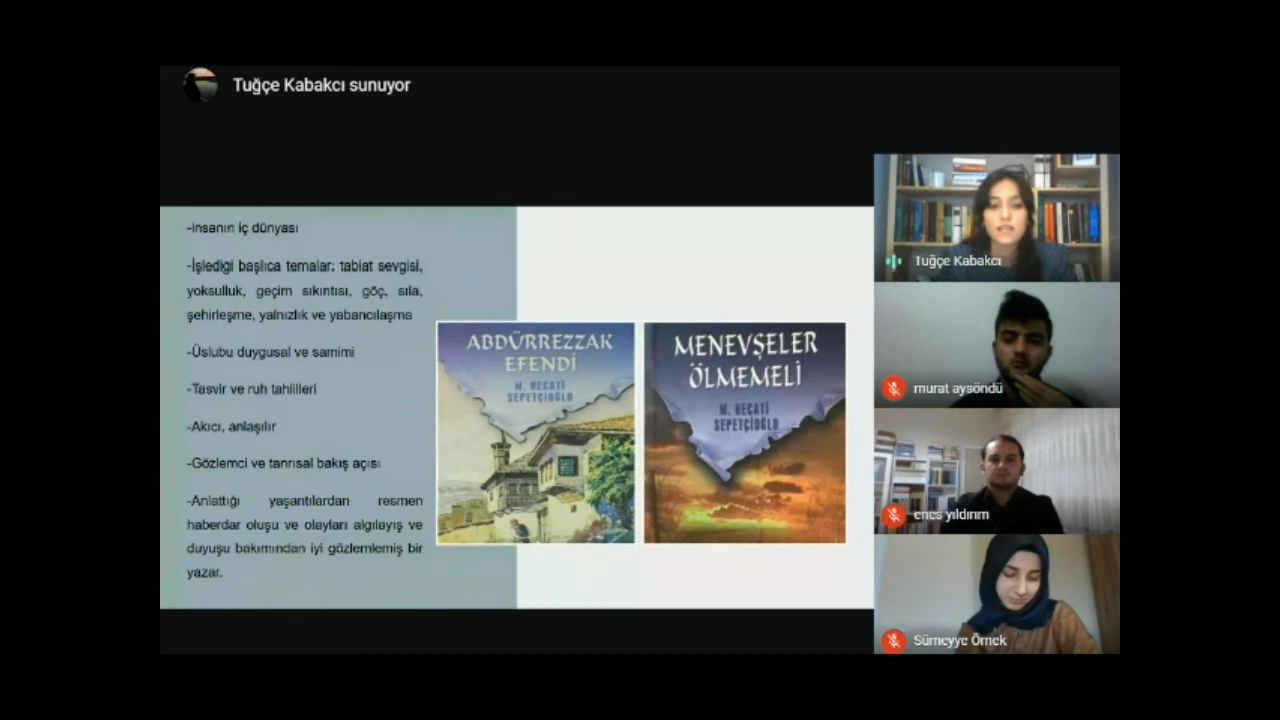 Tuğçe Kabakcı sunuyor
-İnsanın iç dünyası
-İşlediği başlıca temalar; tabiat sevgisi,
yoksulluk, geçim sıkıntısı, göç, sıla,
şehirleşme, yalnızlık ve yabancılaşma
-Üslubu duygusal ve samimi
-Tasvir ve ruh tahlilleri
-Akıcı, anlaşılır
-Gözlemci ve tanrısal bakış açısı
-Anlattığı yaşantılardan resmen
haberdar oluşu ve olayları algılayış ve
duyuşu bakımından iyi gözlemlemiş bir
yazar.
ABDÜRREZZAK
EFENDİ
M. NECATİ
SEPETÇİOĞLU
MENEVŞELER
ÖLMEMELİ
M. NECATİ
SEPETÇİOĞLU
Tuğçe Kabakcı
murat aysöndü
enes yıldırım
Sümeyye Örnek